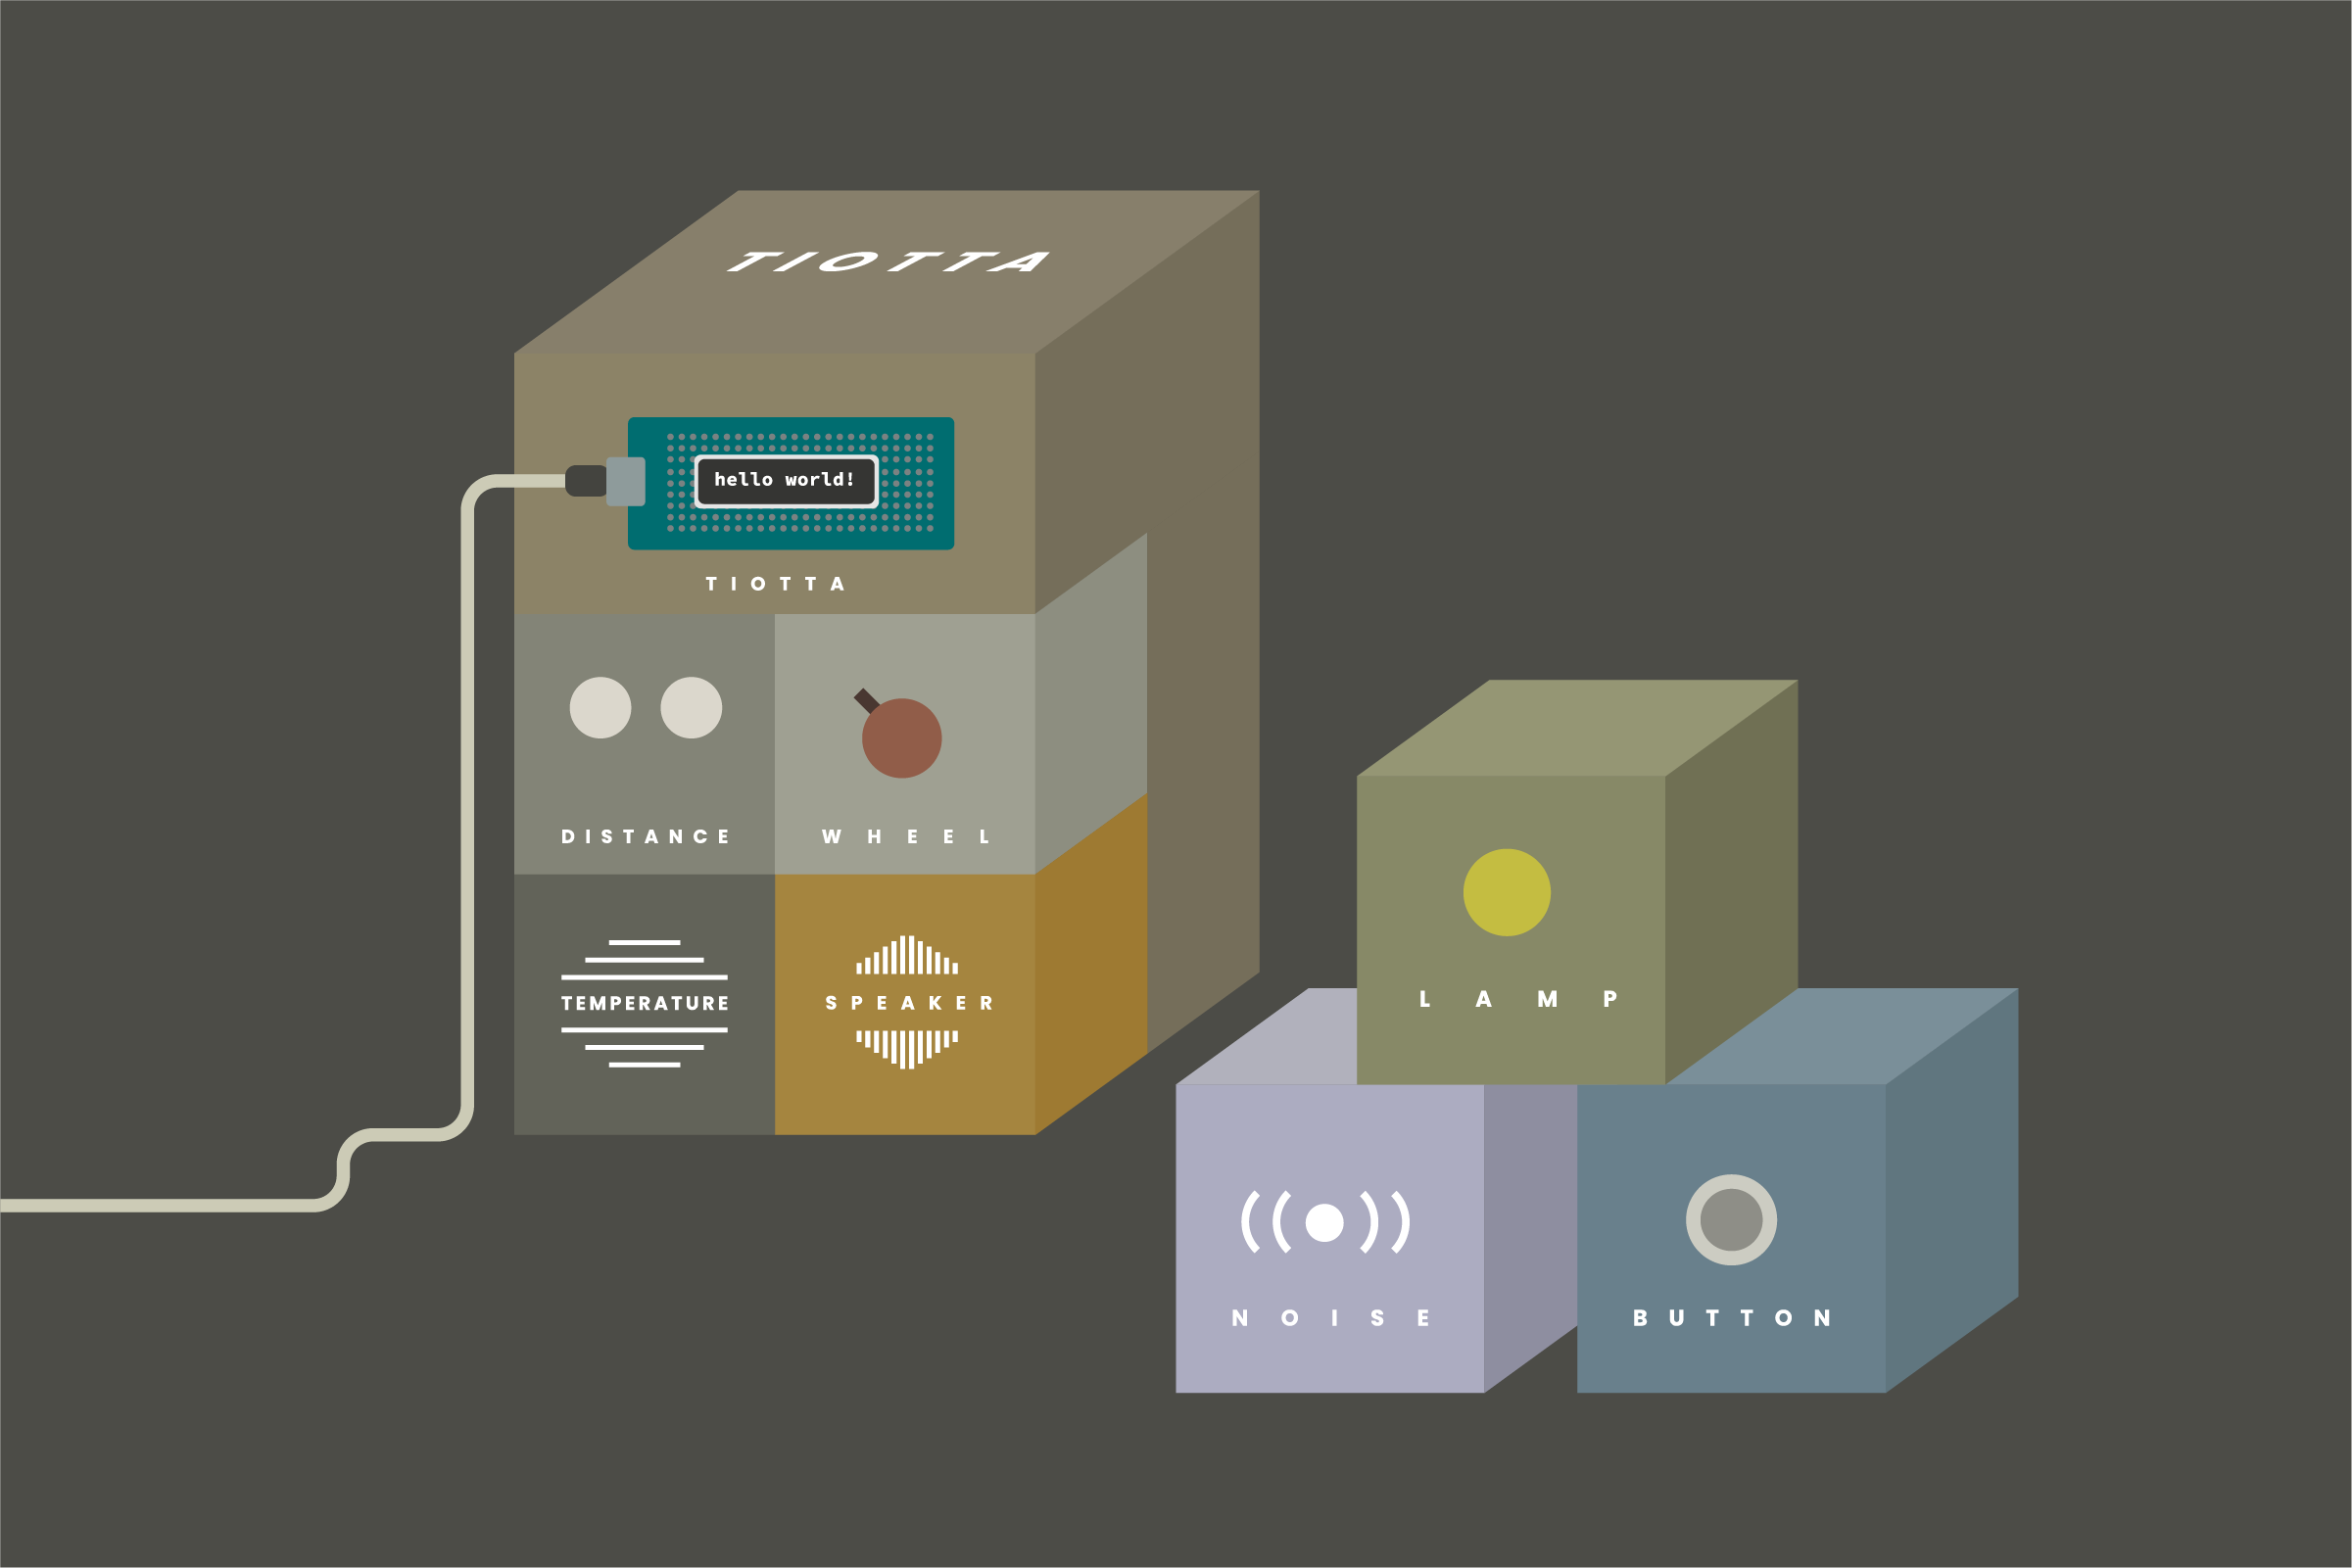 TIOTTA
hello world!
TIOTTA
DISTANCE
WHEEL
TEMPERATURE
SPEAKER
LAMP
NOISE
BUTTON